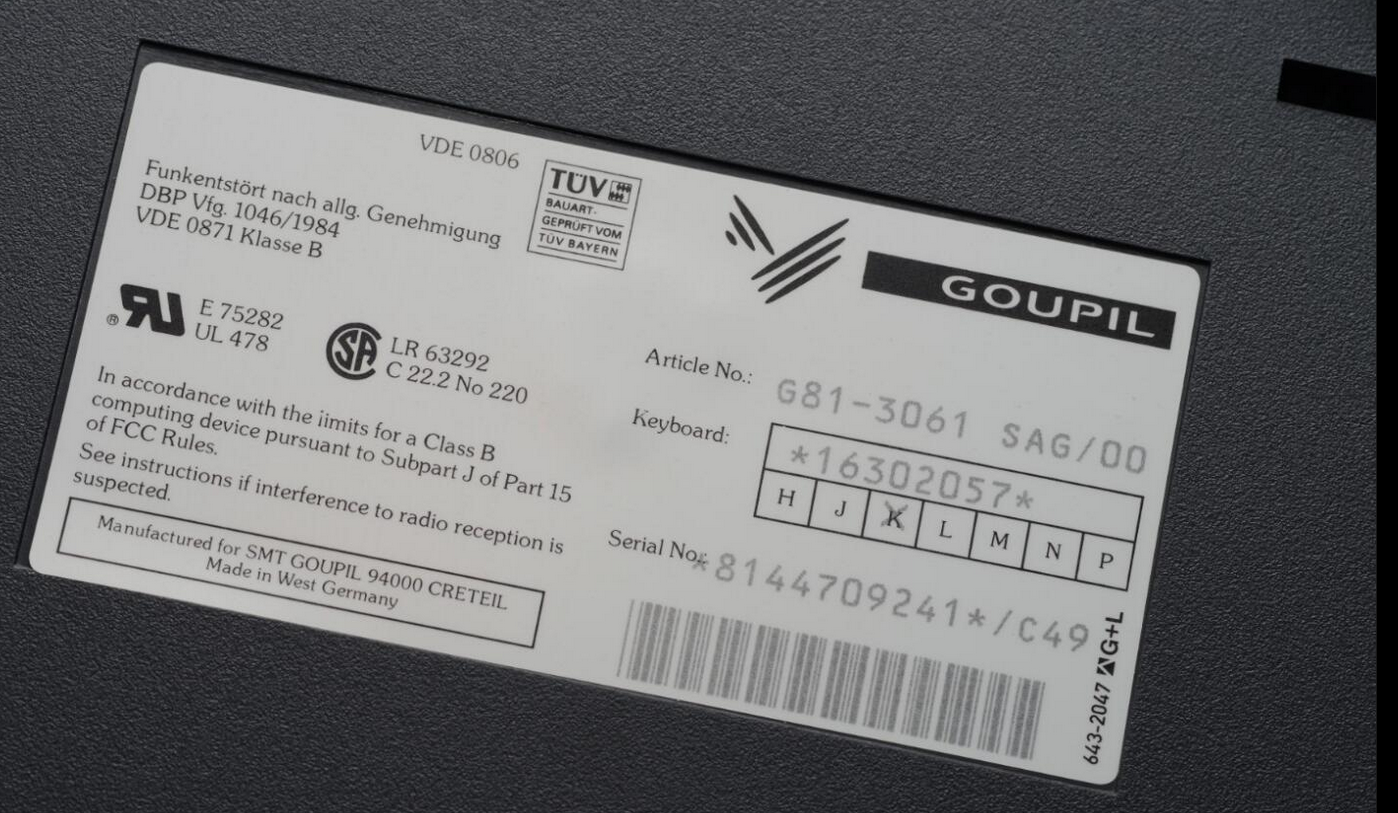 VDE 0806
Funkentstört nach allg. Genehmigung
DBP Vfg. 1046/1984
VDE 0871 Klasse B
TÜV
BAUART-
GEPRÜFT VOM
TÜV BAYERN
® RU E 75282
UL 478
SA LR 63292
C 22.2 No 220
In accordance with the iimits for a Class B
computing device pursuant to Subpart J of Part 15
of FCC Rules.
See instructions if interference to radio reception is
suspected.
Manufactured for SMT GOUPIL 94000 CRETEIL
Made in West Germany
GOUPIL
Article No.: G81-3061 SAG/00
Keyboard: *16302057*
H J K L M N P
Serial No. *8144709241*/C49
643-2047 G+L